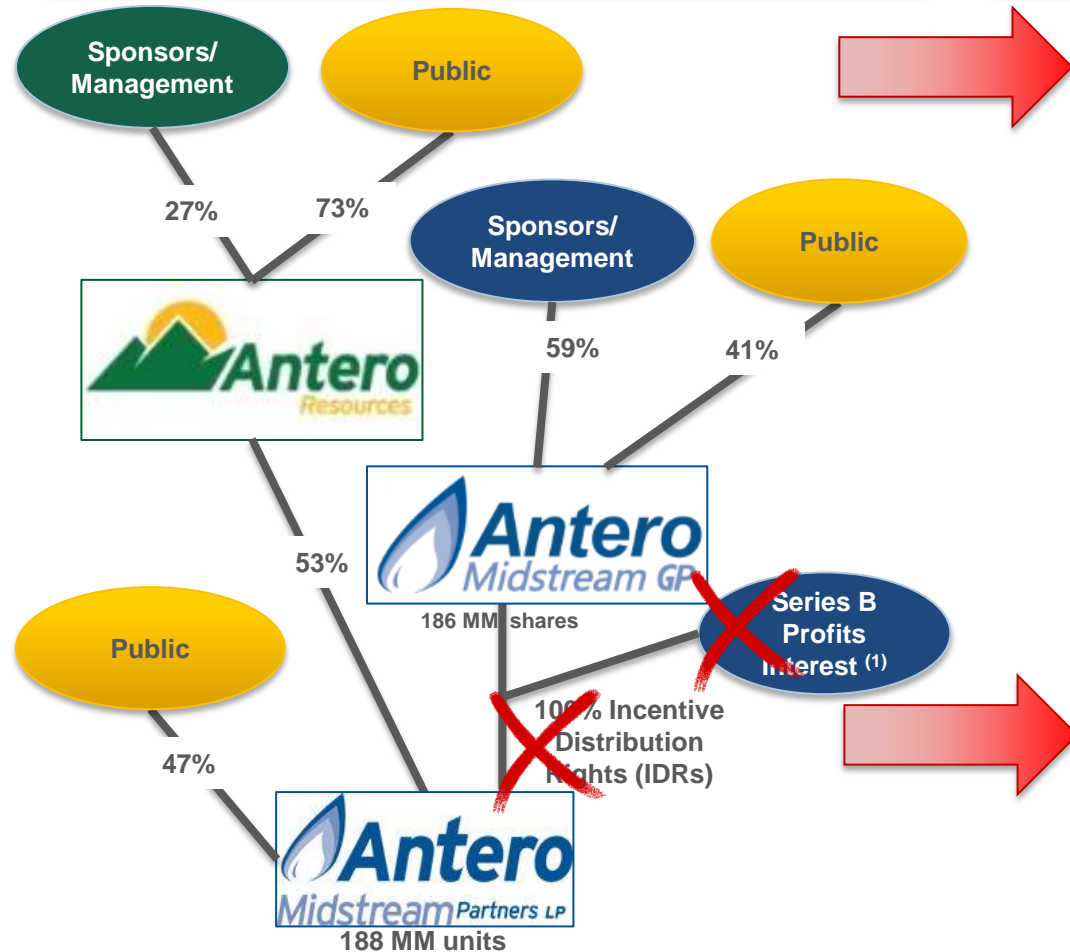 Sponsors/
Management
Public
27%
73%
Sponsors/
Management
Public
Antero
Resources
59%
41%
Antero
Midstream GP
186 MM shares
53%
Series B
Profits
Interest (1)
Public
100% Incentive
Distribution
Rights (IDRs)
47%
Antero
Midstream Partners LP
188 MM units